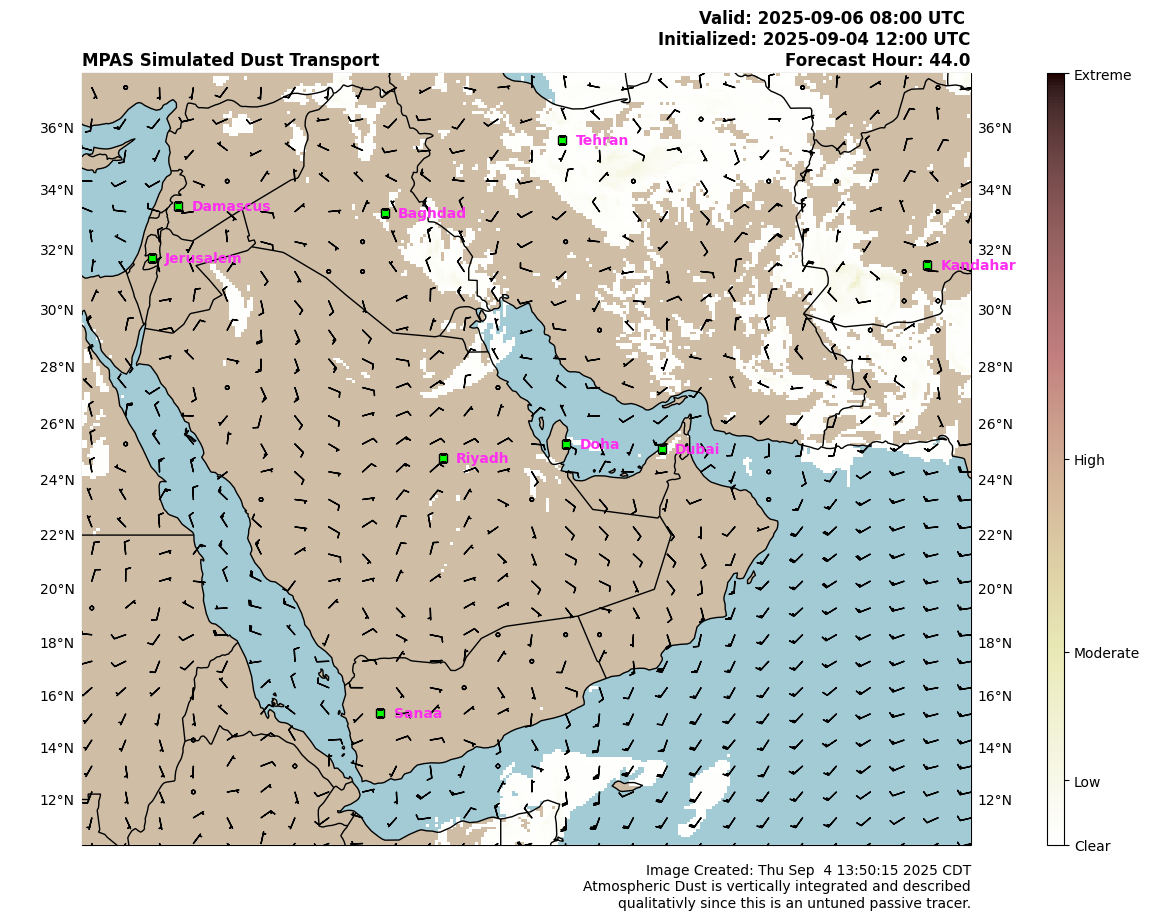 Valid: 2025-09-06 08:00 UTC
Initialized: 2025-09-04 12:00 UTC
MPAS Simulated Dust Transport
Forecast Hour: 44.0
Extreme
36°N
36°N
Tehran
34°N
34°N
Damascus
Baghdad
32°N
32°N
Jerusalem
Kandahar
30°N
30°N
28°N
28°N
26°N
26°N
Doha
Dubai
Riyadh
High
24°N
24°N
22°N
22°N
20°N
20°N
18°N
18°N
Moderate
16°N
16°N
Sanaa
14°N
14°N
Low
12°N
12°N
Clear
Image Created: Thu Sep  4 13:50:15 2025 CDT
Atmospheric Dust is vertically integrated and described
qualitativly since this is an untuned passive tracer.